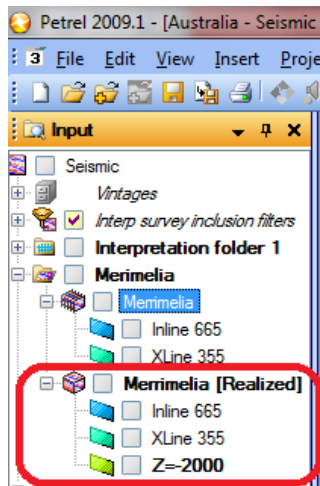 Petrel 2009.1 - [Australia - Seismic
3 File Edit View Insert Proje
Input
Seismic
Vintages
Interp survey inclusion filters
Interpretation folder 1
Merimelia
Merrimelia
Inline 665
XLine 355
Merrimelia [Realized]
Inline 665
XLine 355
Z=-2000